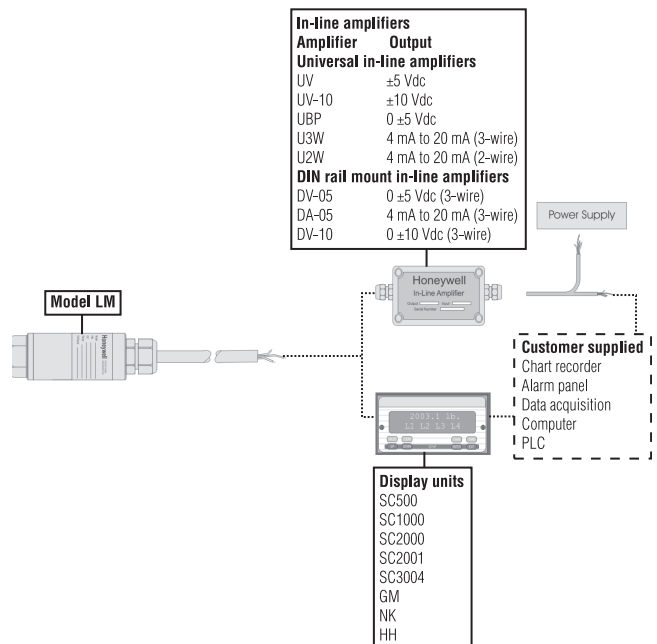 In-line amplifiers
Amplifier Output
Universal in-line amplifiers
UV ±5 Vdc
UV-10 ±10 Vdc
UBP 0 ±5 Vdc
U3W 4 mA to 20 mA (3-wire)
U2W 4 mA to 20 mA (2-wire)
DIN rail mount in-line amplifiers
DV-05 0 ±5 Vdc (3-wire)
DA-05 4 mA to 20 mA (3-wire)
DV-10 0 ±10 Vdc (3-wire)
Power Supply
Honeywell
In-Line Amplifier
Output Input
Serial Number
Model LM
Honeywell
Customer supplied
Chart recorder
Alarm panel
Data acquisition
Computer
PLC
2003.1 lb.
L1 L2 L3 L4
Display units
SC500
SC1000
SC2000
SC2001
SC3004
GM
NK
HH